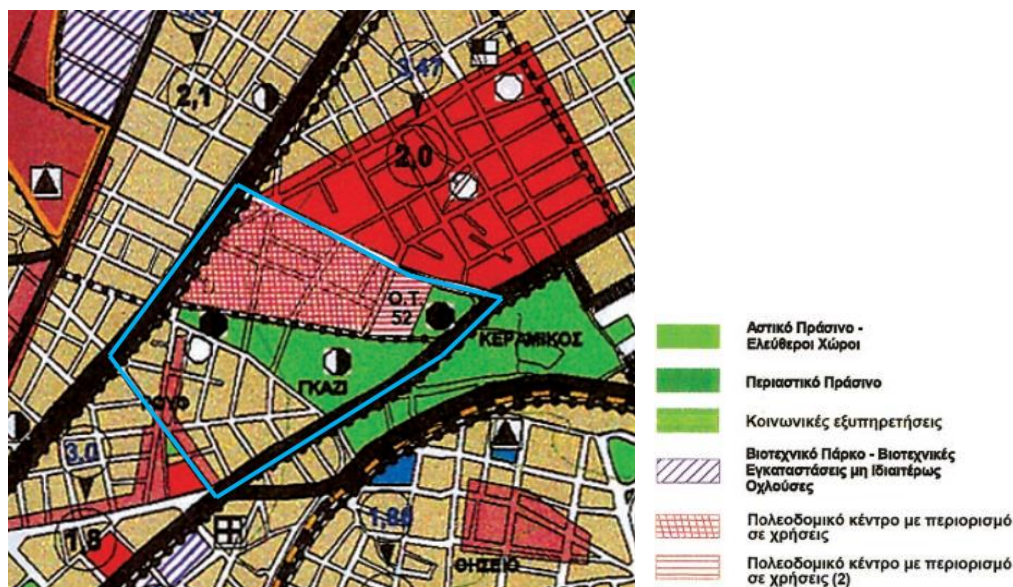 3,47
2,1
2,0
Ο.Τ.
52
ΚΕΡΑΜΙΚΟΣ
ΓΚΑΖΙ
3,0
1,8
ΘΗΣΕΙΟ
Αστικό Πράσινο -
Ελεύθεροι Χώροι
Περιαστικό Πράσινο
Κοινωνικές εξυπηρετήσεις
Βιοτεχνικό Πάρκο - Βιοτεχνικές
Εγκαταστάσεις μη Ιδιαιτέρως
Οχλούσες
Πολεοδομικό κέντρο με περιορισμό
σε χρήσεις
Πολεοδομικό κέντρο με περιορισμό
σε χρήσεις (2)